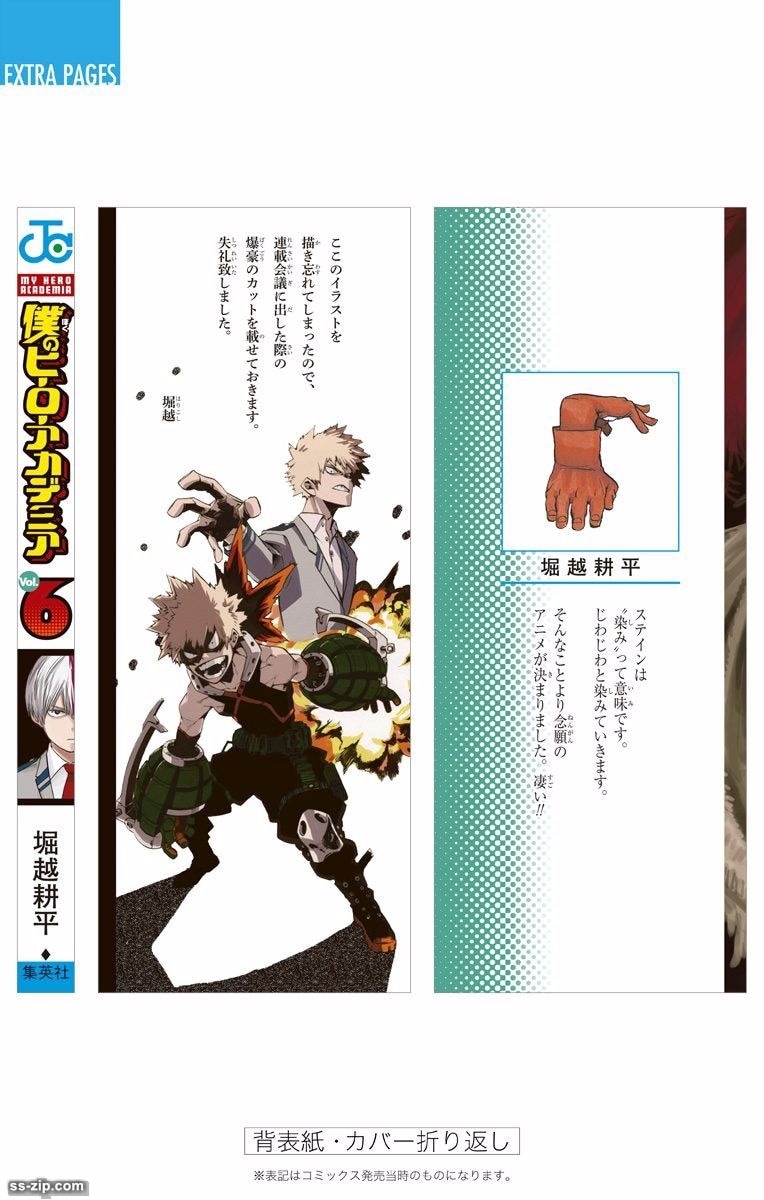 EXTRA PAGES
JC
MY HERO
ACADEMIA
僕のヒーローアカデミア
ぼく
Vol.
6
堀越耕平
集英社
ここのイラストを
描き忘れてしまったので、
連載会議に出した際の
爆豪のカットを載せておきます。
失礼致しました。
堀越
堀越耕平
ステインは
〝染み〟って意味です。
じわじわと染みていきます。
そんなことより念願の
アニメが決まりました。凄い!!
背表紙・カバー折り返し
※表記はコミックス発売当時のものになります。
ss-zip.com